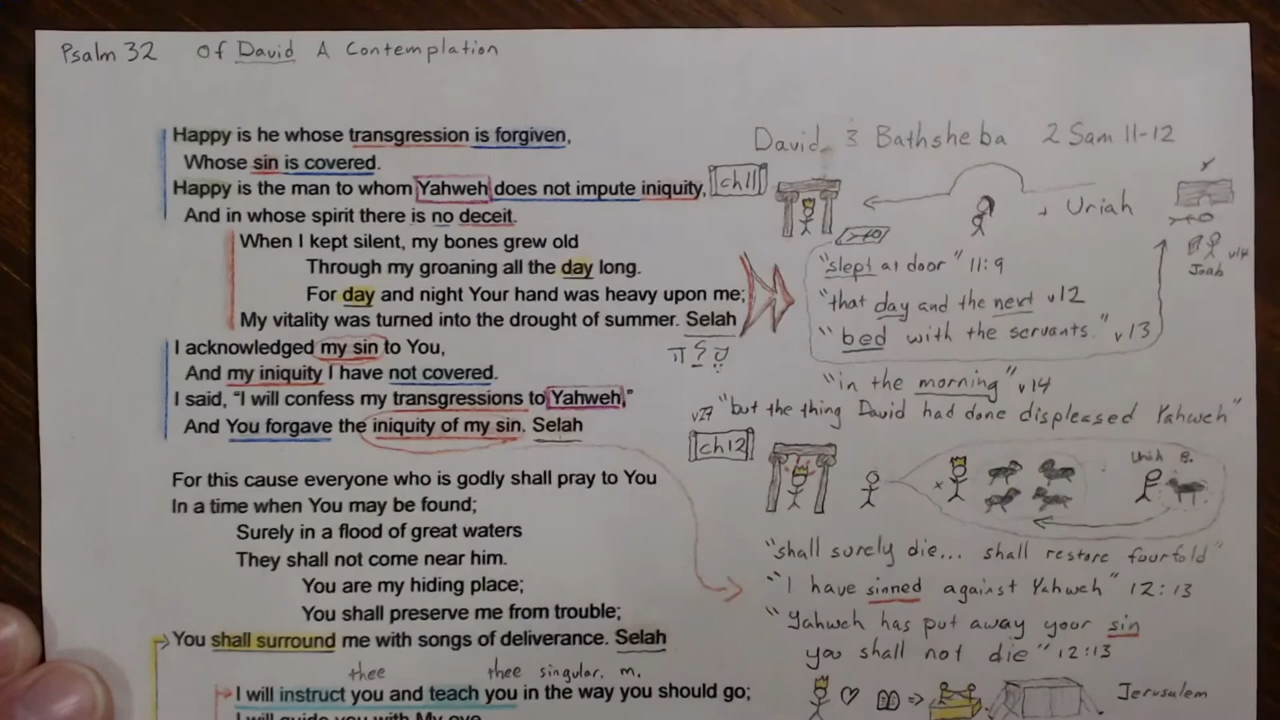 Psalm 32 Of David A Contemplation
Happy is he whose transgression is forgiven,
Whose sin is covered.
Happy is the man to whom Yahweh does not impute iniquity,
And in whose spirit there is no deceit.
When I kept silent, my bones grew old
Through my groaning all the day long.
For day and night Your hand was heavy upon me;
My vitality was turned into the drought of summer. Selah
I acknowledged my sin to You,
And my iniquity I have not covered.
I said, “I will confess my transgressions to Yahweh,”
And You forgave the iniquity of my sin. Selah
For this cause everyone who is godly shall pray to You
In a time when You may be found;
Surely in a flood of great waters
They shall not come near him.
You are my hiding place;
You shall preserve me from trouble;
You shall surround me with songs of deliverance. Selah
thee thee singular, m.
I will instruct you and teach you in the way you should go;
I will guide you with My eye
David & Bathsheba 2 Sam 11-12
ch11
Uriah
"slept at door" 11:9
Joab v14
"that day and the next v12
"bed with the servants." v13
"in the morning" v14
v27 "but the thing David had done displeased Yahweh"
ch12
Uriah B.
"shall surely die... shall restore fourfold"
"I have sinned against Yahweh" 12:13
"Yahweh has put away your sin
you shall not die" 12:13
Jerusalem